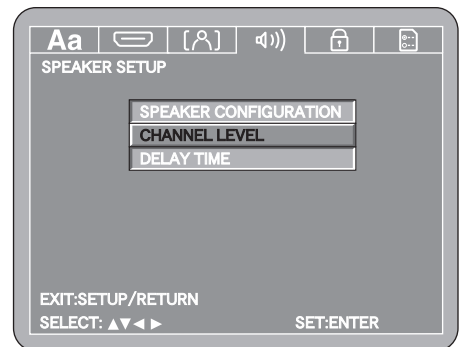 Aa
SPEAKER SETUP
SPEAKER CONFIGURATION
CHANNEL LEVEL
DELAY TIME
EXIT:SETUP/RETURN
SELECT: ▲▼◄ ► SET:ENTER